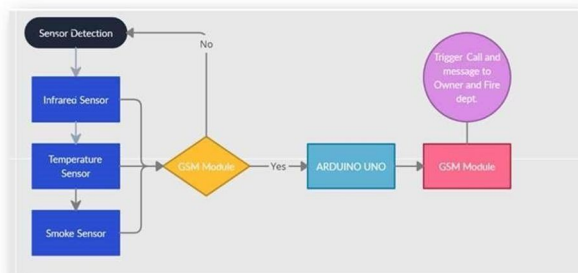 Sensor Detection
No
Infrared Sensor
Temperature
Sensor
Smoke Sensor
GSM Module
Yes
ARDUINO UNO
GSM Module
Trigger Call and
message to
Owner and Fire
dept.